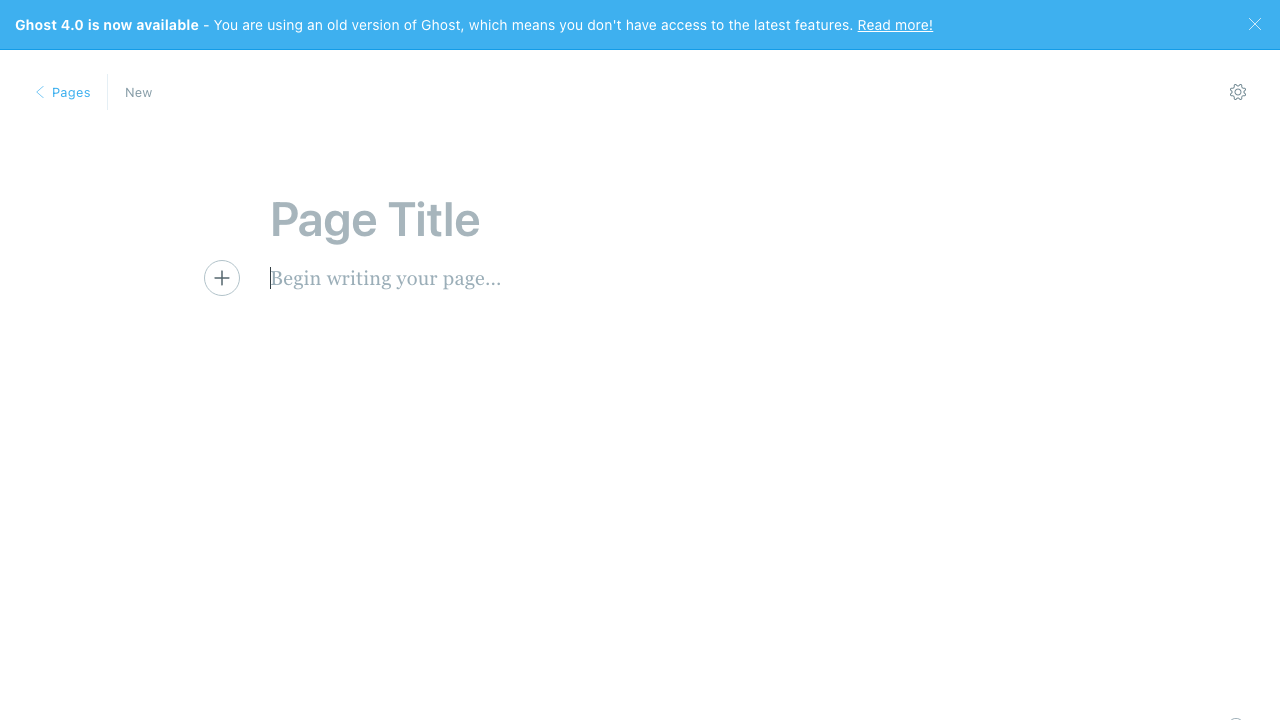 Ghost 4.0 is now available - You are using an old version of Ghost, which means you don't have access to the latest features. Read more!
Pages
New
Page Title
Begin writing your page...